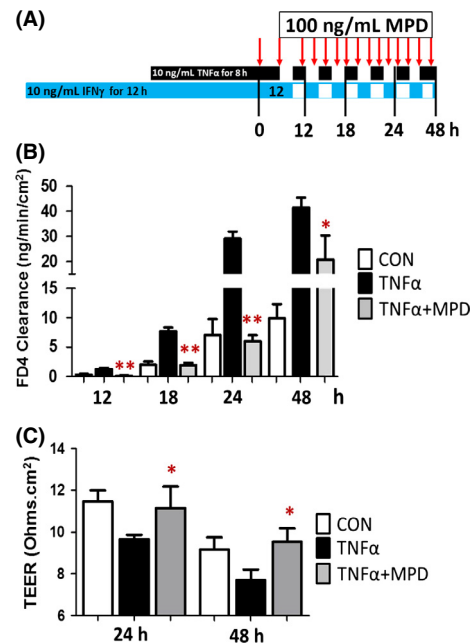 (A)
100 ng/mL MPD
10 ng/mL TNFα for 8 h
10 ng/mL IFNγ for 12 h
12
0 12 18 24 48 h
(B)
FD4 Clearance (ng/min/cm²)
50
40
30
20
10
5
0
** ** ** *
12 18 24 48 h
CON
TNFα
TNFα+MPD
(C)
TEER (Ohms.cm²)
14
12
10
8
6
* *
24 h 48 h
CON
TNFα
TNFα+MPD